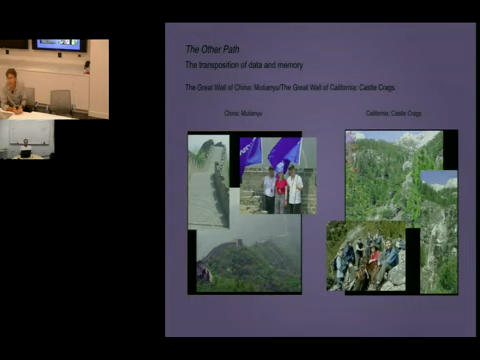 The Other Path
The transposition of data and memory
The Great Wall of China: Mutianyu/The Great Wall of California: Castle Crags
China: Mutianyu
California: Castle Crags